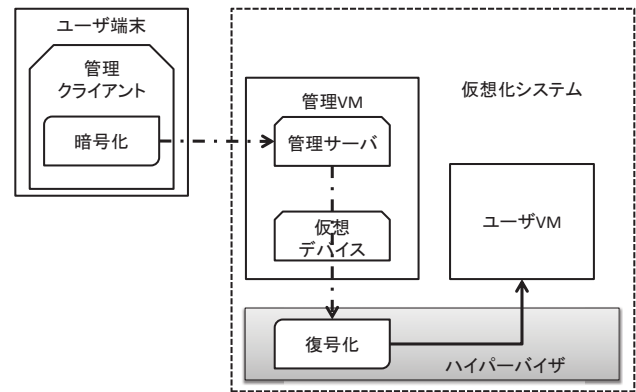 ユーザ端末
管理
クライアント
暗号化
仮想化システム
管理VM
管理サーバ
仮想
デバイス
ユーザVM
復号化
ハイパーバイザ